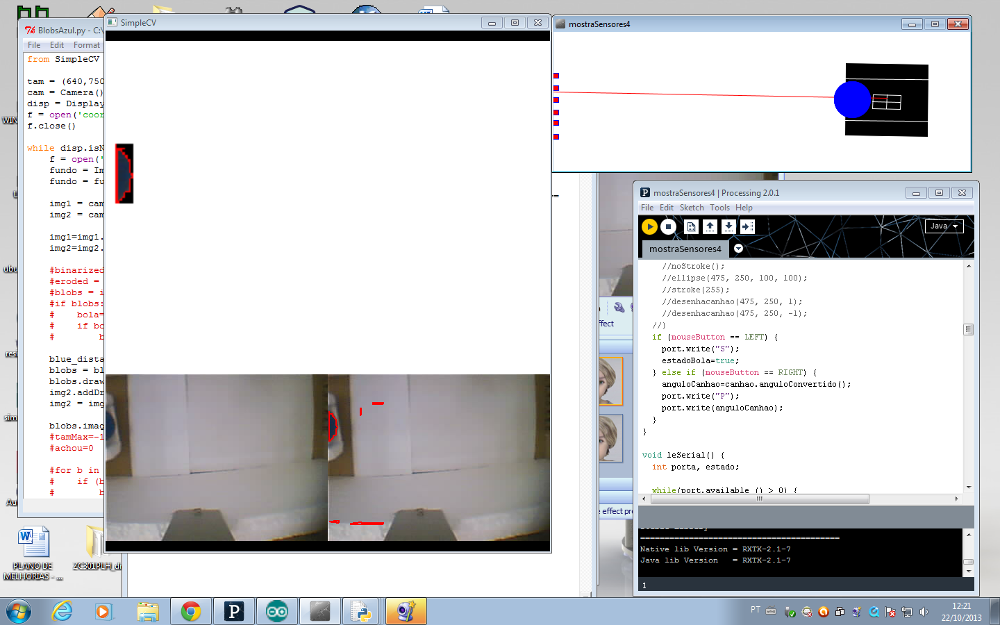 BlobsAzul.py - C:\
File Edit Format
from SimpleCV
tam = (640,750
cam = Camera()
disp = Display
f = open('coor
f.close()
while disp.isN
f = open('
fundo = Im
fundo = fu
img1 = cam
img2 = cam
img1=img1.
img2=img2.
#binarized
#eroded =
#blobs = i
#if blobs:
# bola=
# if bo
# b
blue_dista
blobs = bl
blobs.draw
img2.addDr
img2 = img
blobs.imag
#tamMax=-1
#achou=0
#for b in
# if (b
# b
SimpleCV
mostraSensores4
==
mostraSensores4 | Processing 2.0.1
File Edit Sketch Tools Help
Java
mostraSensores4
//noStroke();
//ellipse(475, 250, 100, 100);
//stroke(255);
//desenhacanhao(475, 250, 1);
//desenhacanhao(475, 250, -1);
//}
if (mouseButton == LEFT) {
port.write("S");
estadoBola=true;
} else if (mouseButton == RIGHT) {
anguloCanhao=canhao.anguloConvertido();
port.write("P");
port.write(anguloCanhao);
}
}
void leSerial() {
int porta, estado;
while(port.available () > 0) {
=========================================
Native lib Version = RXTX-2.1-7
Java lib Version = RXTX-2.1-7
1
ffect
e effect pr
WIN
U
ubu
res
sim
Au
PLANO DE
MELHORIAS - ...
ZC301PLH_dr
PT
12:21
22/10/2013